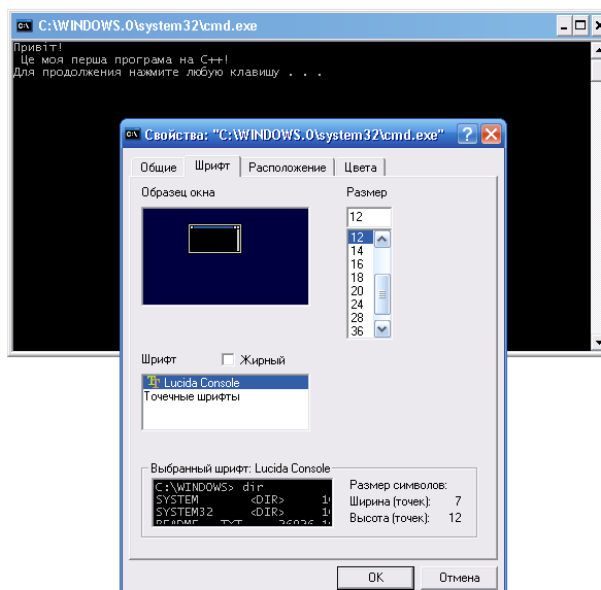 C:\WINDOWS.0\system32\cmd.exe
Привіт!
Це моя перша програма на C++!
Для продолжения нажмите любую клавишу . . .
Свойства: "C:\WINDOWS.0\system32\cmd.exe"
Общие Шрифт Расположение Цвета
Образец окна Размер
12
12
14
16
18
20
24
28
36
Шрифт Жирный
Lucida Console
Точечные шрифты
Выбранный шрифт: Lucida Console
C:\WINDOWS> dir
SYSTEM <DIR>
SYSTEM32 <DIR>
README TXT 26926
Размер символов:
Ширина (точек): 7
Высота (точек): 12
OK Отмена